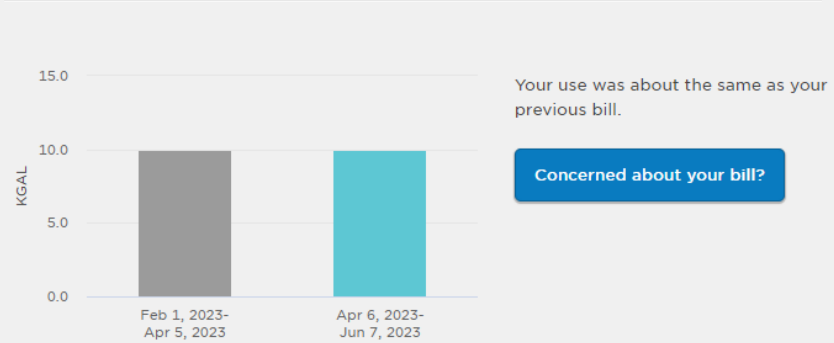 15.0
10.0
5.0
0.0
KGAL
Feb 1, 2023-
Apr 5, 2023
Apr 6, 2023-
Jun 7, 2023
Your use was about the same as your
previous bill.
Concerned about your bill?